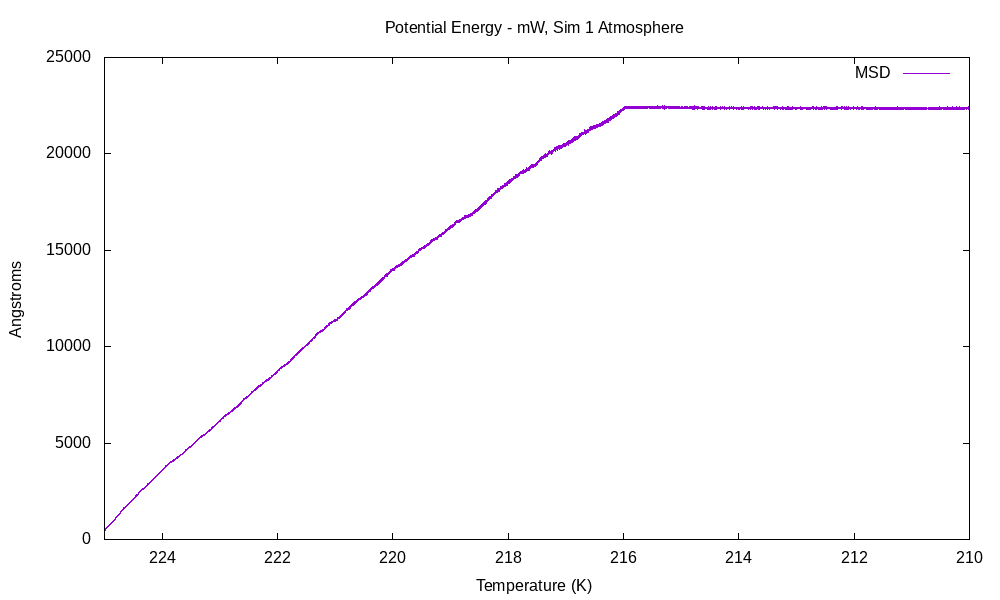 Potential Energy - mW, Sim 1 Atmosphere
25000
20000
15000
10000
5000
0
Angstroms
MSD
224 222 220 218 216 214 212 210
Temperature (K)